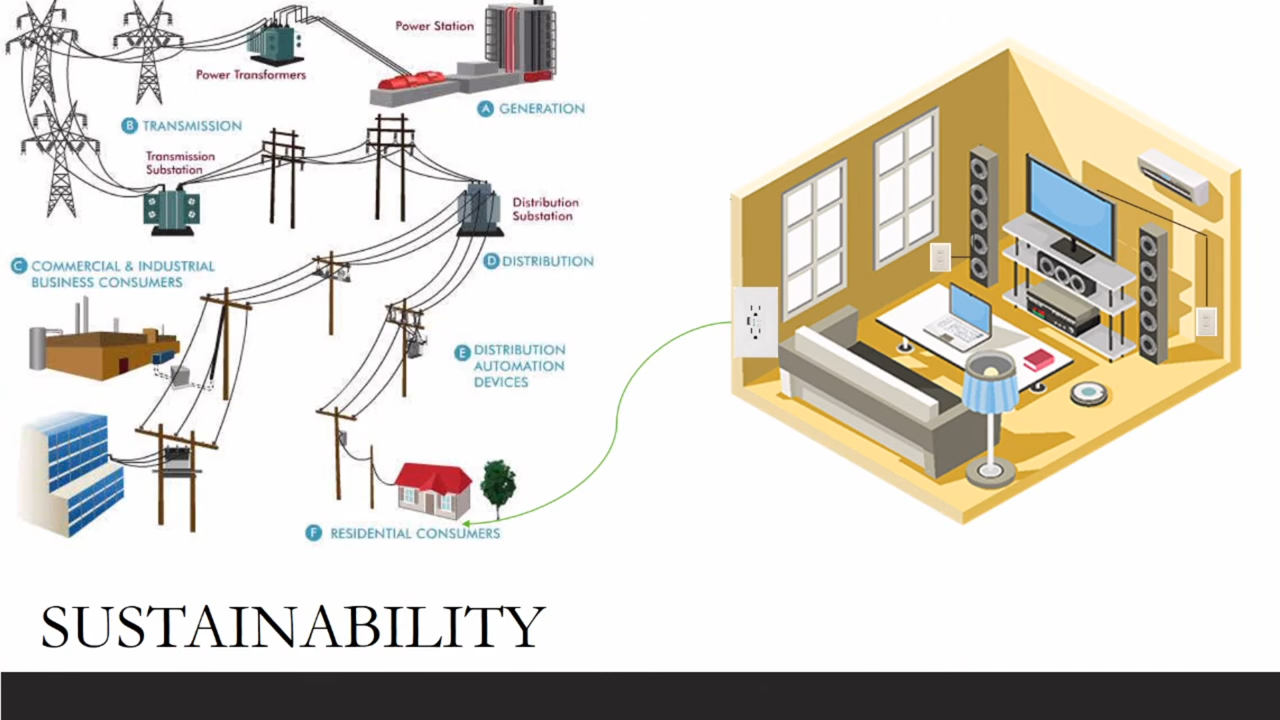 Power Station
Power Transformers
A GENERATION
B TRANSMISSION
Transmission
Substation
Distribution
Substation
C COMMERCIAL & INDUSTRIAL
BUSINESS CONSUMERS
D DISTRIBUTION
E DISTRIBUTION
AUTOMATION
DEVICES
F RESIDENTIAL CONSUMERS
SUSTAINABILITY